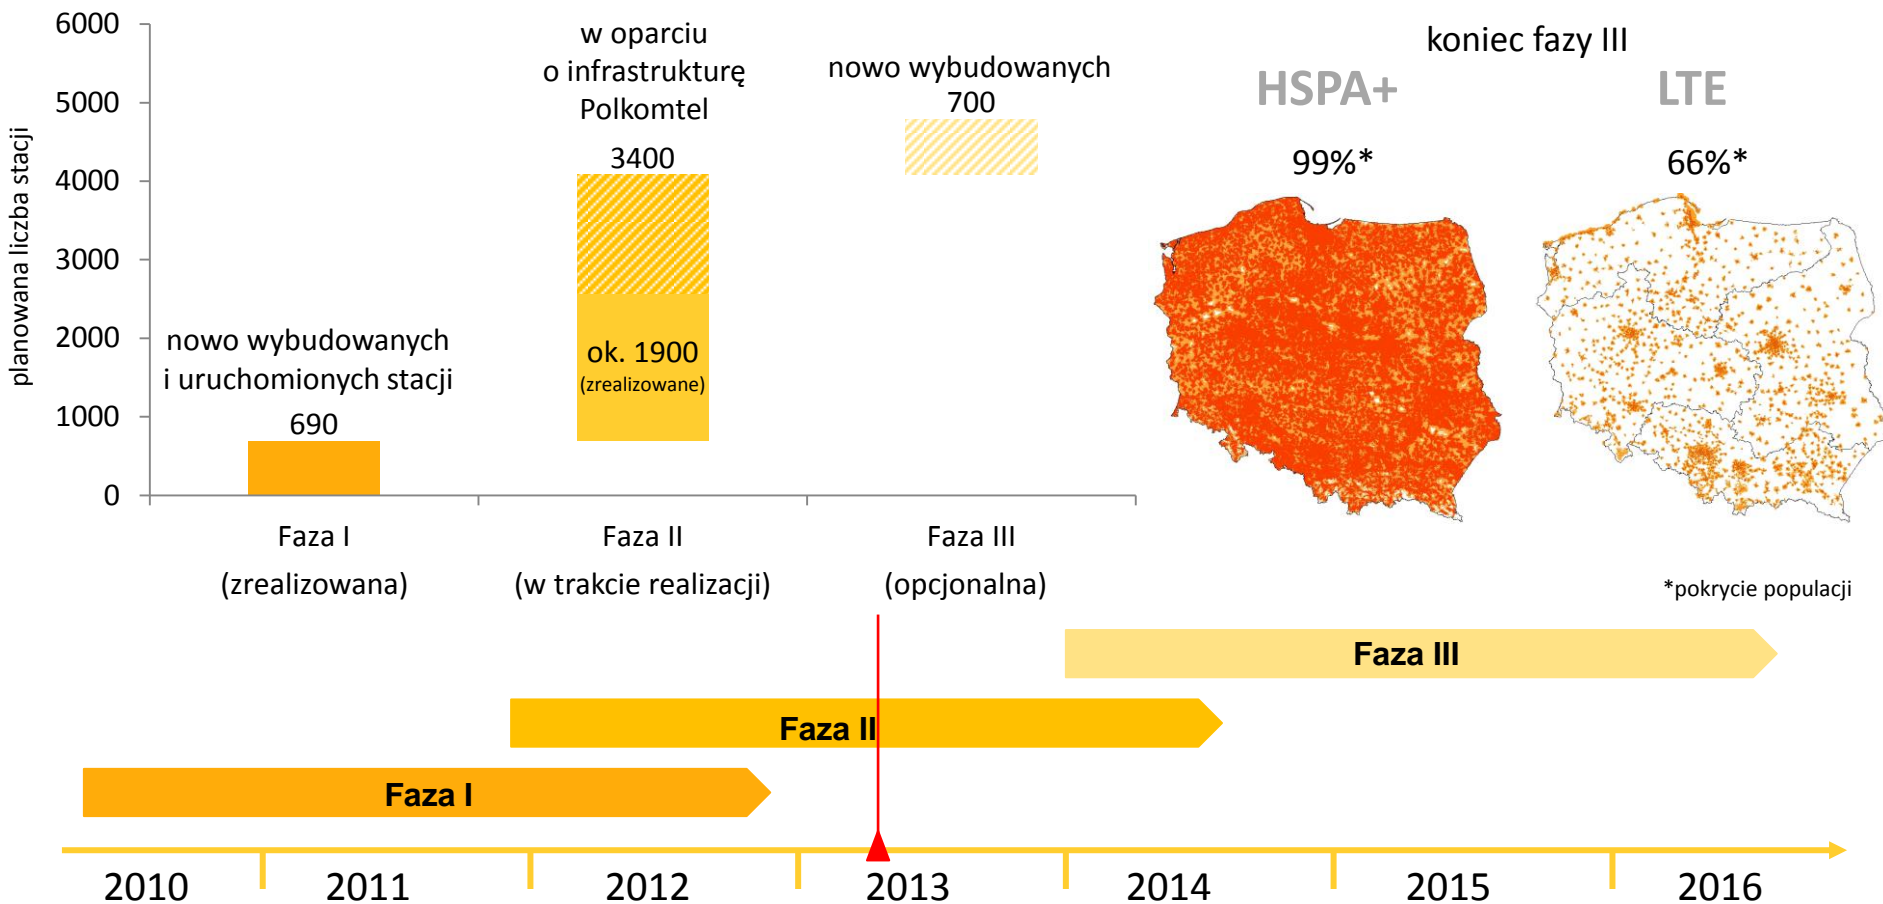 planowana liczba stacji
6000
5000
4000
3000
2000
1000
0
nowo wybudowanych
i uruchomionych stacji
690
w oparciu
o infrastrukturę
Polkomtel
3400
ok. 1900
(zrealizowane)
nowo wybudowanych
700
Faza I
(zrealizowana)
Faza II
(w trakcie realizacji)
Faza III
(opcjonalna)
koniec fazy III
HSPA+
LTE
99%*
66%*
*pokrycie populacji
Faza III
Faza II
Faza I
2010
2011
2012
2013
2014
2015
2016